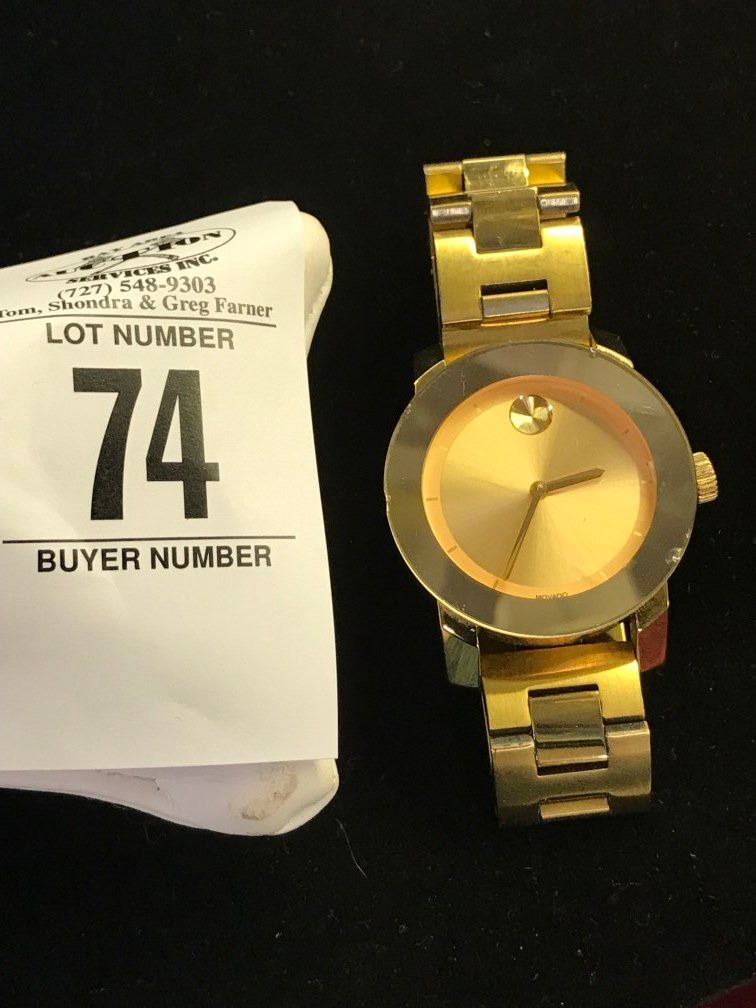 AUCTION
SERVICES INC.
(727) 548-9303
Tom, Shondra & Greg Farner
LOT NUMBER
74
BUYER NUMBER
MOVADO